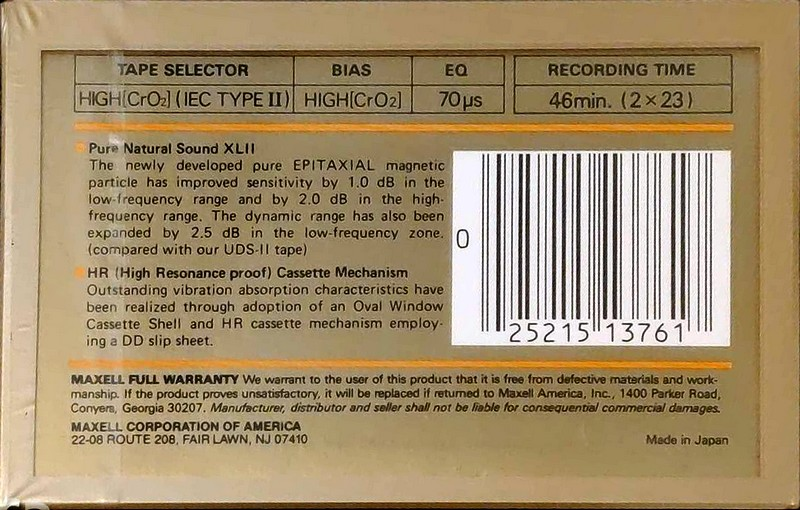 TAPE SELECTOR BIAS EQ RECORDING TIME
HIGH[CrO₂] (IEC TYPE II) HIGH[CrO₂] 70μs 46min. (2×23)
Pure Natural Sound XLII
The newly developed pure EPITAXIAL magnetic
particle has improved sensitivity by 1.0 dB in the
low-frequency range and by 2.0 dB in the high-
frequency range. The dynamic range has also been
expanded by 2.5 dB in the low-frequency zone.
(compared with our UDS-II tape)
HR (High Resonance proof) Cassette Mechanism
Outstanding vibration absorption characteristics have
been realized through adoption of an Oval Window
Cassette Shell and HR cassette mechanism employ-
ing a DD slip sheet.
0 25215 13761
MAXELL FULL WARRANTY We warrant to the user of this product that it is free from defective materials and work-
manship. If the product proves unsatisfactory, it will be replaced if returned to Maxell America, Inc., 1400 Parker Road,
Conyers, Georgia 30207. Manufacturer, distributor and seller shall not be liable for consequential commercial damages.
MAXELL CORPORATION OF AMERICA
22-08 ROUTE 208, FAIR LAWN, NJ 07410 Made in Japan